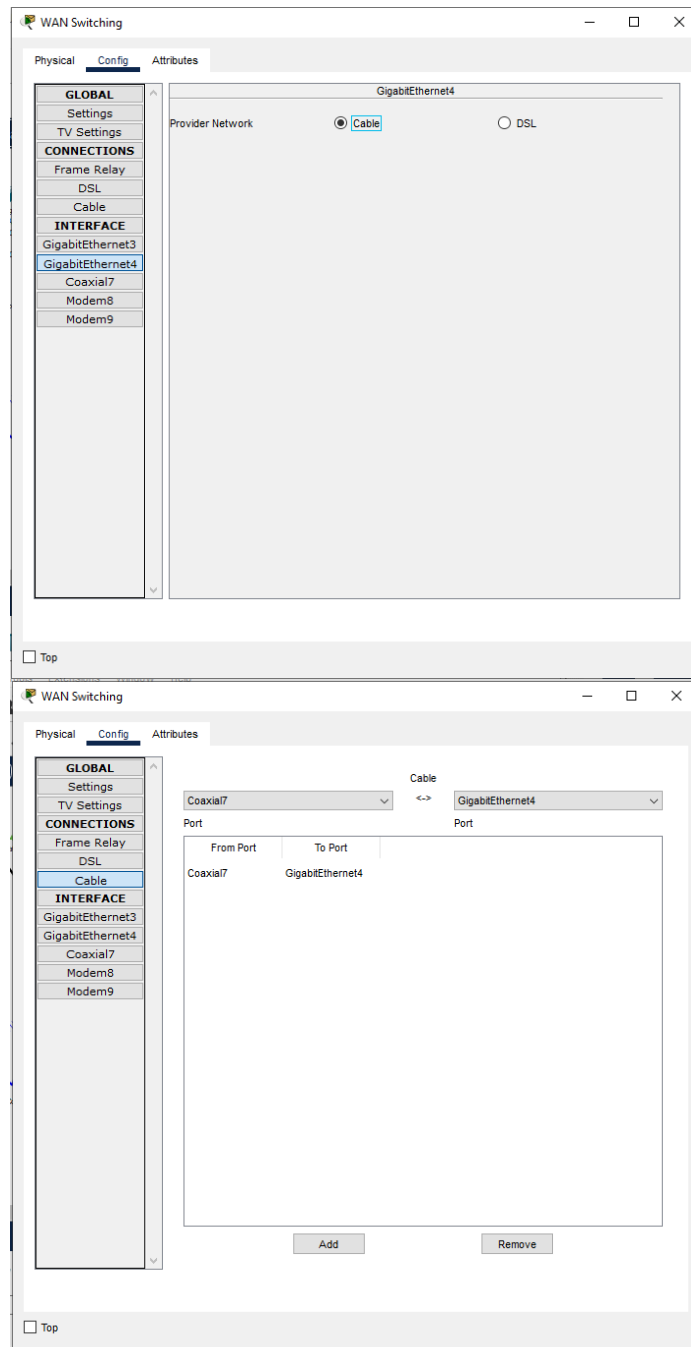 WAN Switching
Physical Config Attributes
GLOBAL
Settings
TV Settings
CONNECTIONS
Frame Relay
DSL
Cable
INTERFACE
GigabitEthernet3
GigabitEthernet4
Coaxial7
Modem8
Modem9
GigabitEthernet4
Provider Network Cable DSL
Top
WAN Switching
Physical Config Attributes
GLOBAL
Settings
TV Settings
CONNECTIONS
Frame Relay
DSL
Cable
INTERFACE
GigabitEthernet3
GigabitEthernet4
Coaxial7
Modem8
Modem9
Cable
Coaxial7 <-> GigabitEthernet4
Port Port
From Port To Port
Coaxial7 GigabitEthernet4
Add Remove
Top